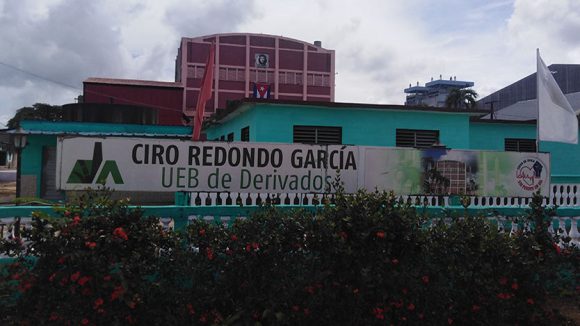 CIRO REDONDO GARCÍA
UEB de Derivados